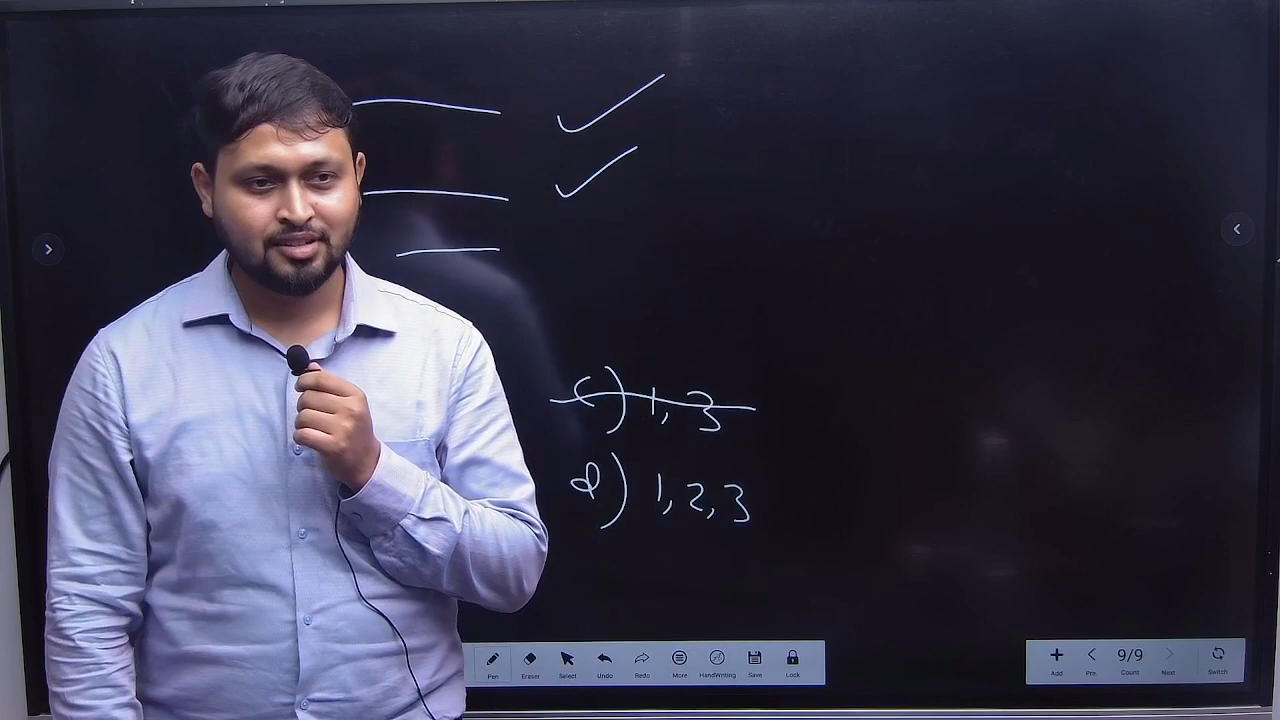 c) 1, 3
d) 1, 2, 3
Pen Eraser Select Undo Redo More HandWriting Save Lock
9/9
Add Pre. Count Next Switch